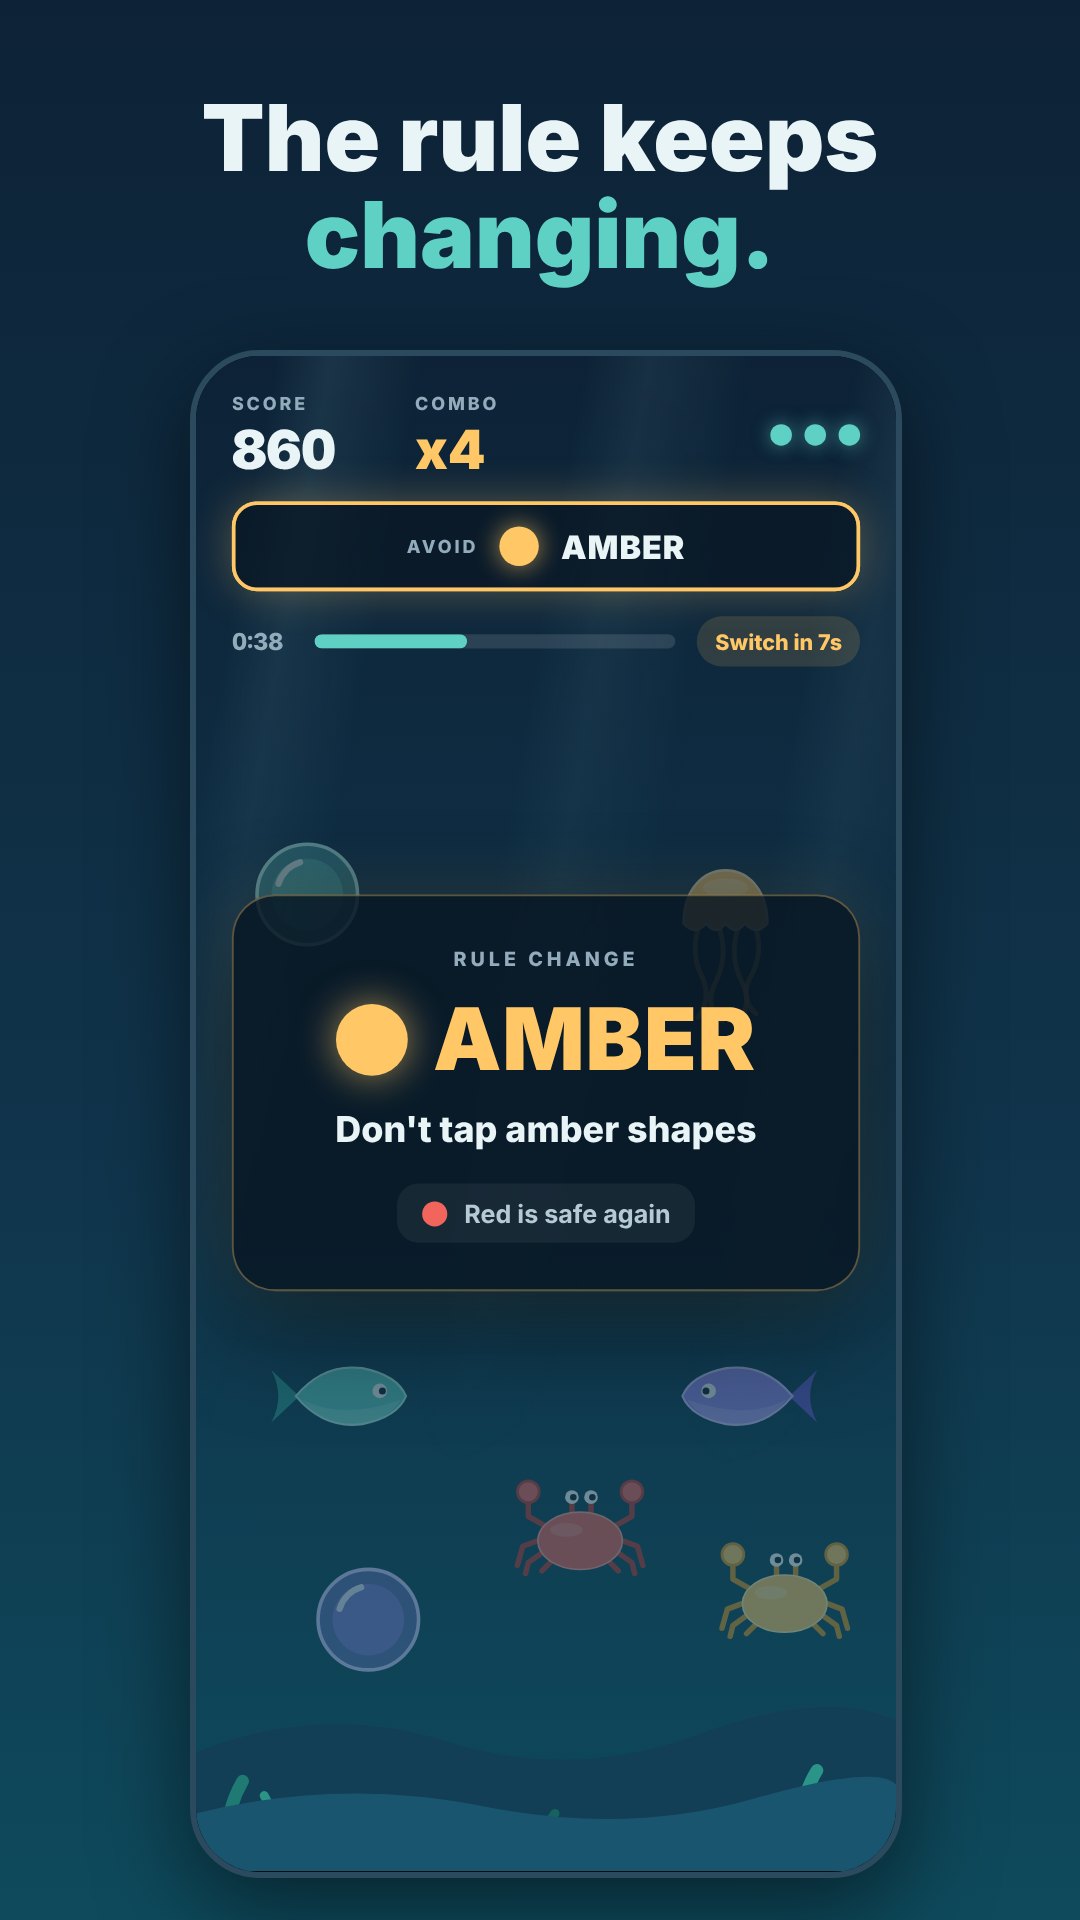 The rule keeps
changing.
SCORE
COMBO
860
x4
AVOID AMBER
0:38
Switch in 7s
RULE CHANGE
AMBER
Don't tap amber shapes
Red is safe again